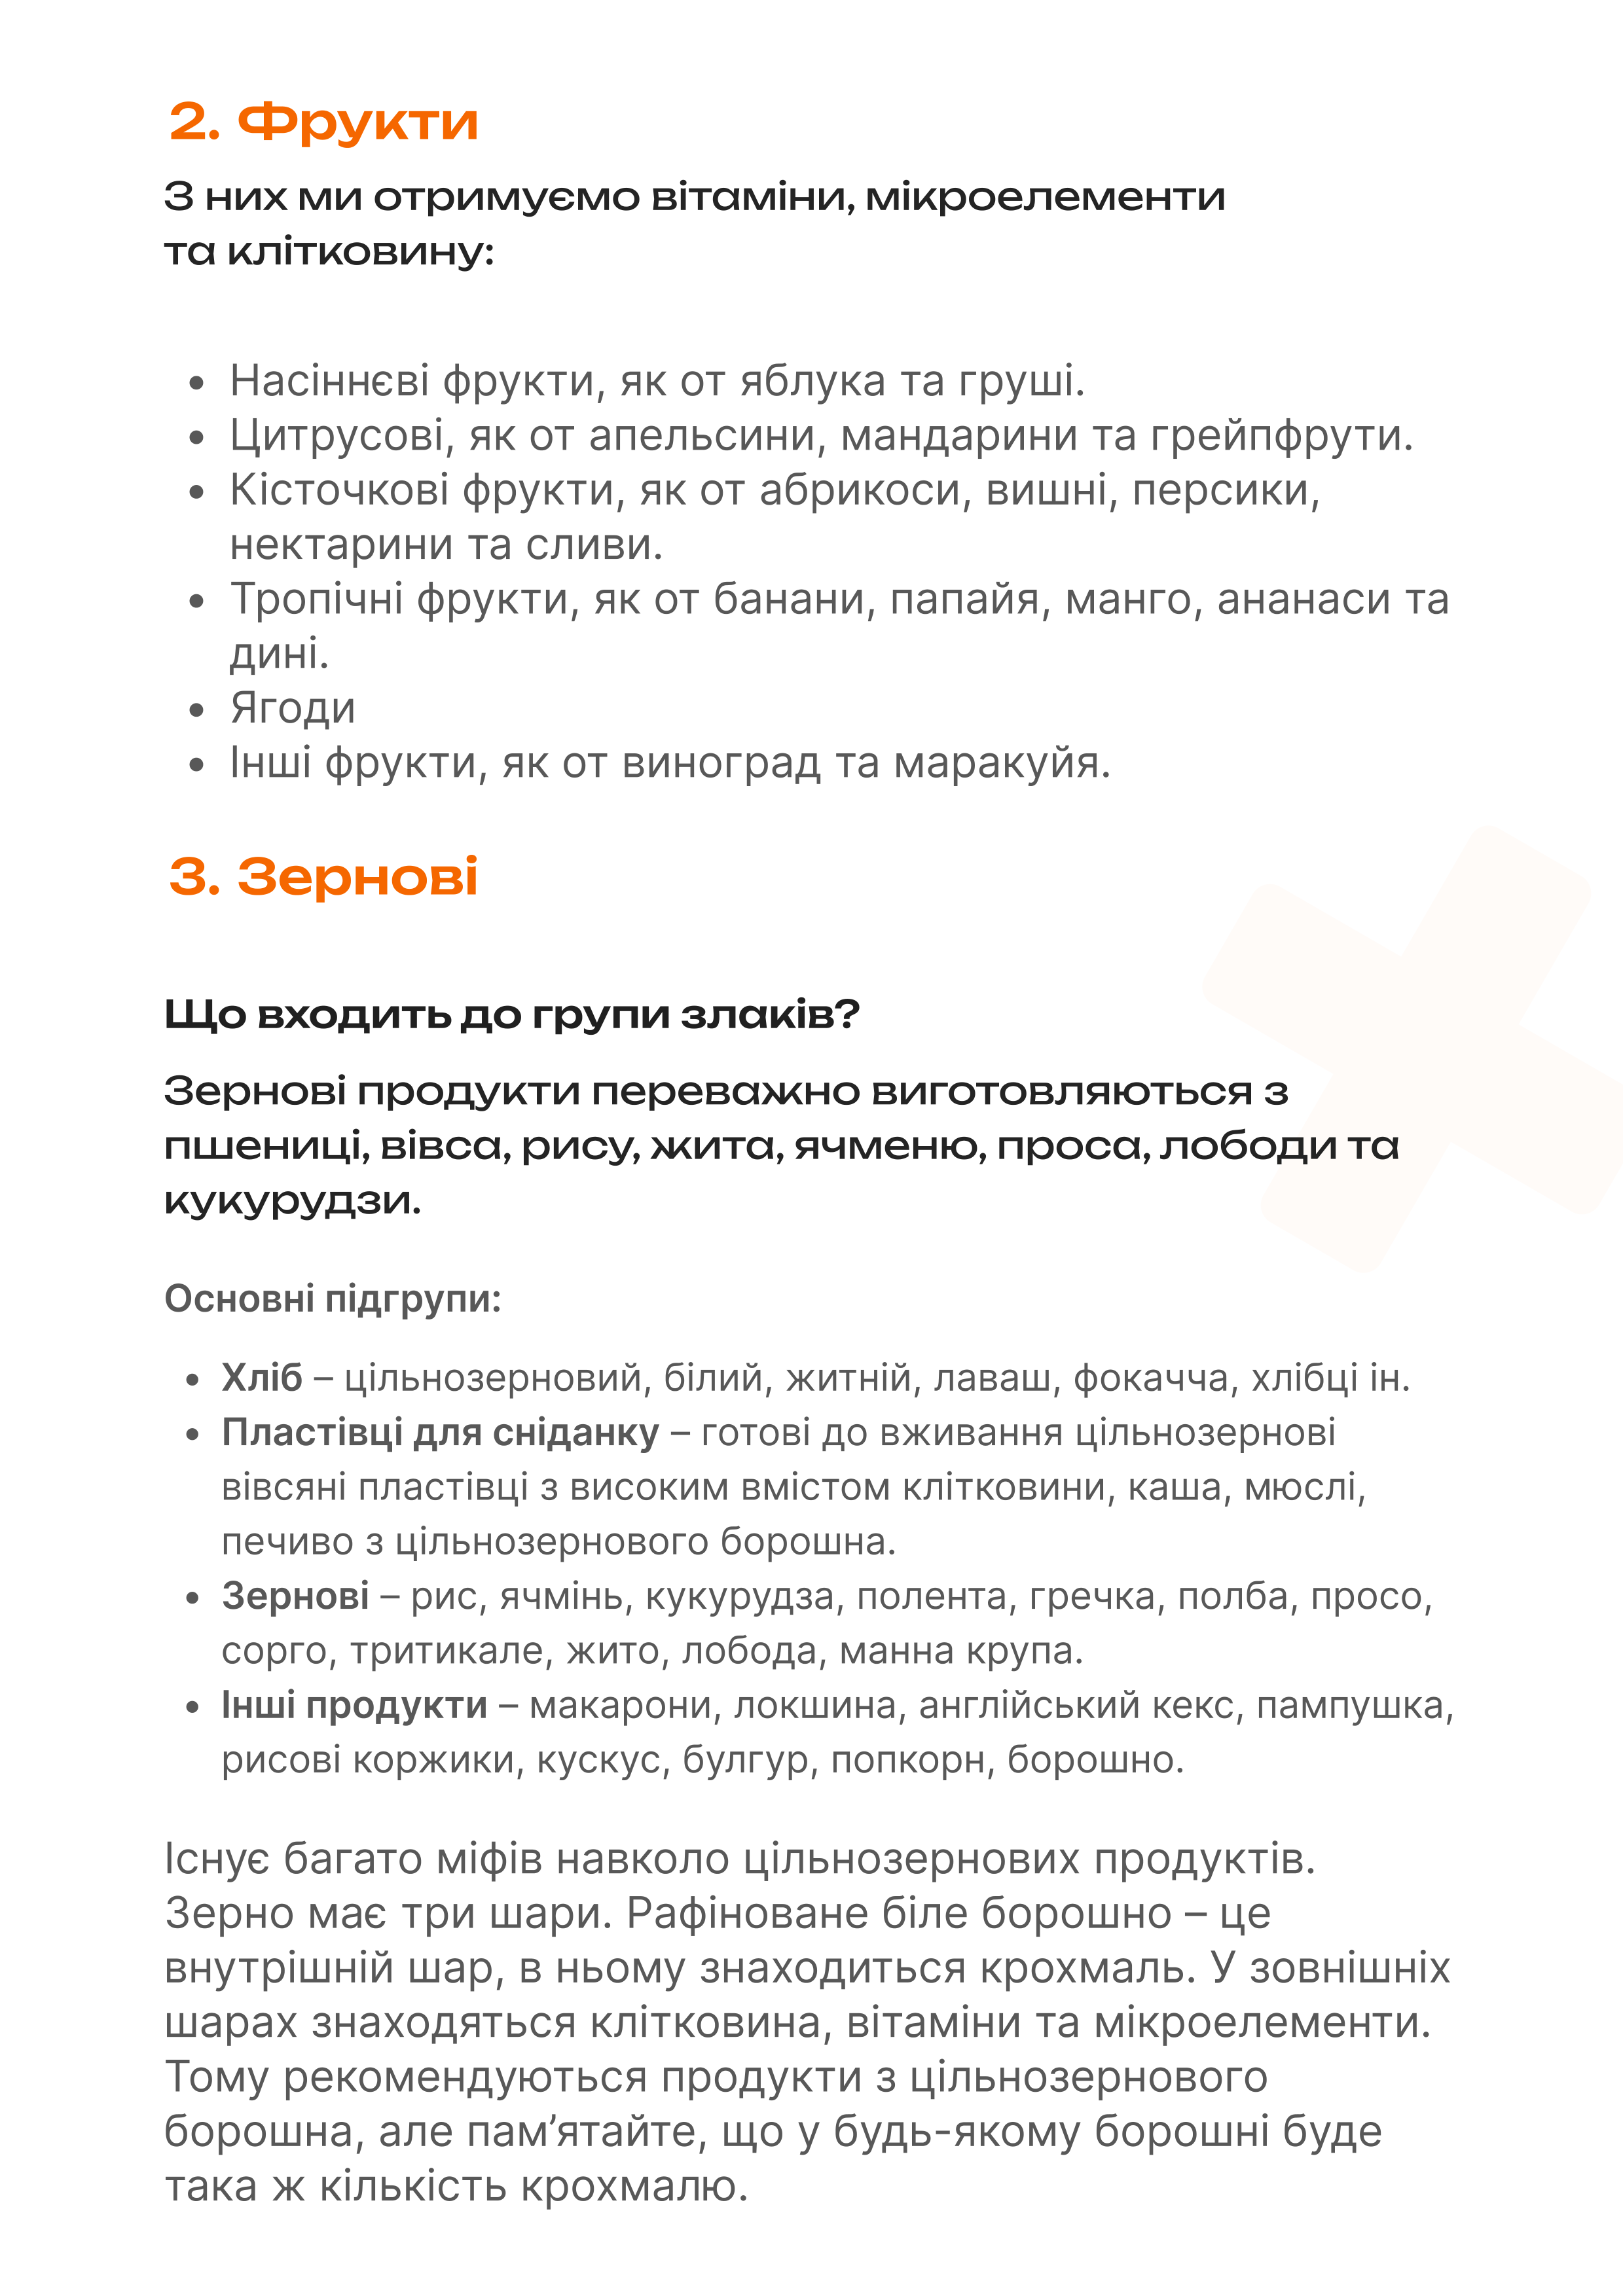 2. Фрукти
З них ми отримуємо вітаміни, мікроелементи
та клітковину:
• Насіннєві фрукти, як от яблука та груші.
• Цитрусові, як от апельсини, мандарини та грейпфрути.
• Кісточкові фрукти, як от абрикоси, вишні, персики,
нектарини та сливи.
• Тропічні фрукти, як от банани, папайя, манго, ананаси та
дині.
• Ягоди
• Інші фрукти, як от виноград та маракуйя.
3. Зернові
Що входить до групи злаків?
Зернові продукти переважно виготовляються з
пшениці, вівса, рису, жита, ячменю, проса, лободи та
кукурудзи.
Основні підгрупи:
• Хліб – цільнозерновий, білий, житній, лаваш, фокачча, хлібці ін.
• Пластівці для сніданку – готові до вживання цільнозернові
вівсяні пластівці з високим вмістом клітковини, каша, мюслі,
печиво з цільнозернового борошна.
• Зернові – рис, ячмінь, кукурудза, полента, гречка, полба, просо,
сорго, тритикале, жито, лобода, манна крупа.
• Інші продукти – макарони, локшина, англійський кекс, пампушка,
рисові коржики, кускус, булгур, попкорн, борошно.
Існує багато міфів навколо цільнозернових продуктів.
Зерно має три шари. Рафіноване біле борошно – це
внутрішній шар, в ньому знаходиться крохмаль. У зовнішніх
шарах знаходяться клітковина, вітаміни та мікроелементи.
Тому рекомендуються продукти з цільнозернового
борошна, але пам’ятайте, що у будь-якому борошні буде
така ж кількість крохмалю.